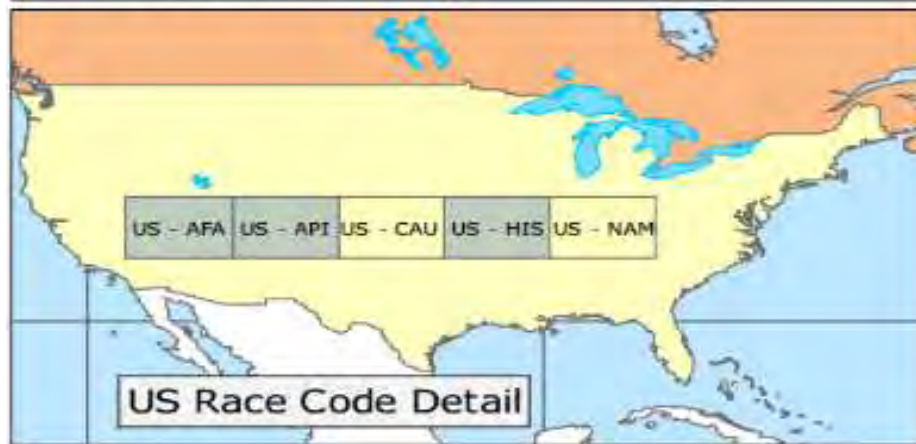 US - AFA US - API US - CAU US - HIS US - NAM
US Race Code Detail